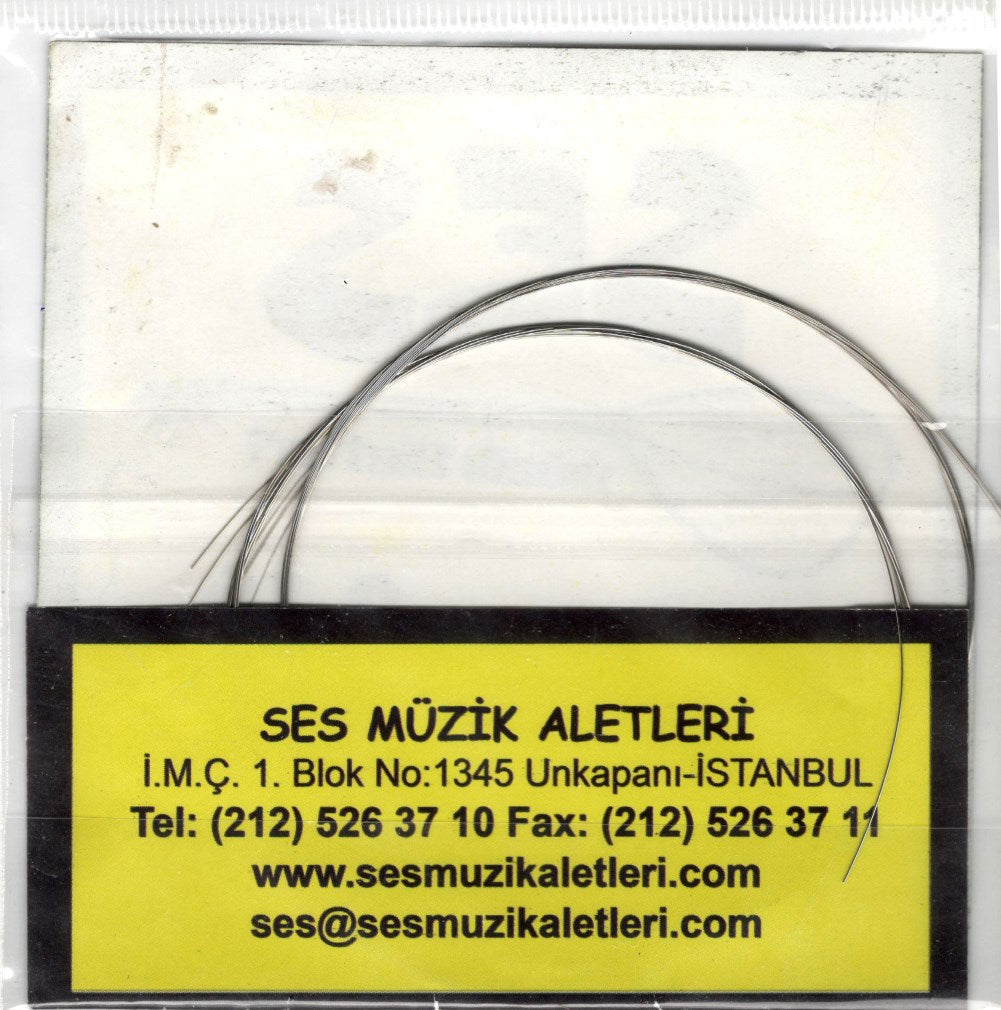 SES MÜZİK ALETLERİ
İ.M.Ç. 1. Blok No:1345 Unkapanı-İSTANBUL
Tel: (212) 526 37 10 Fax: (212) 526 37 11
www.sesmuzikaletleri.com
ses@sesmuzikaletleri.com